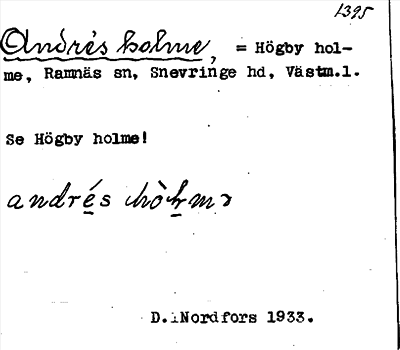 1395
Andrés holme, = Högby hol-
me, Ramnäs sn, Snevringe hd, Västm.l.
Se Högby holme!
andrés
D. Nordfors 1933.